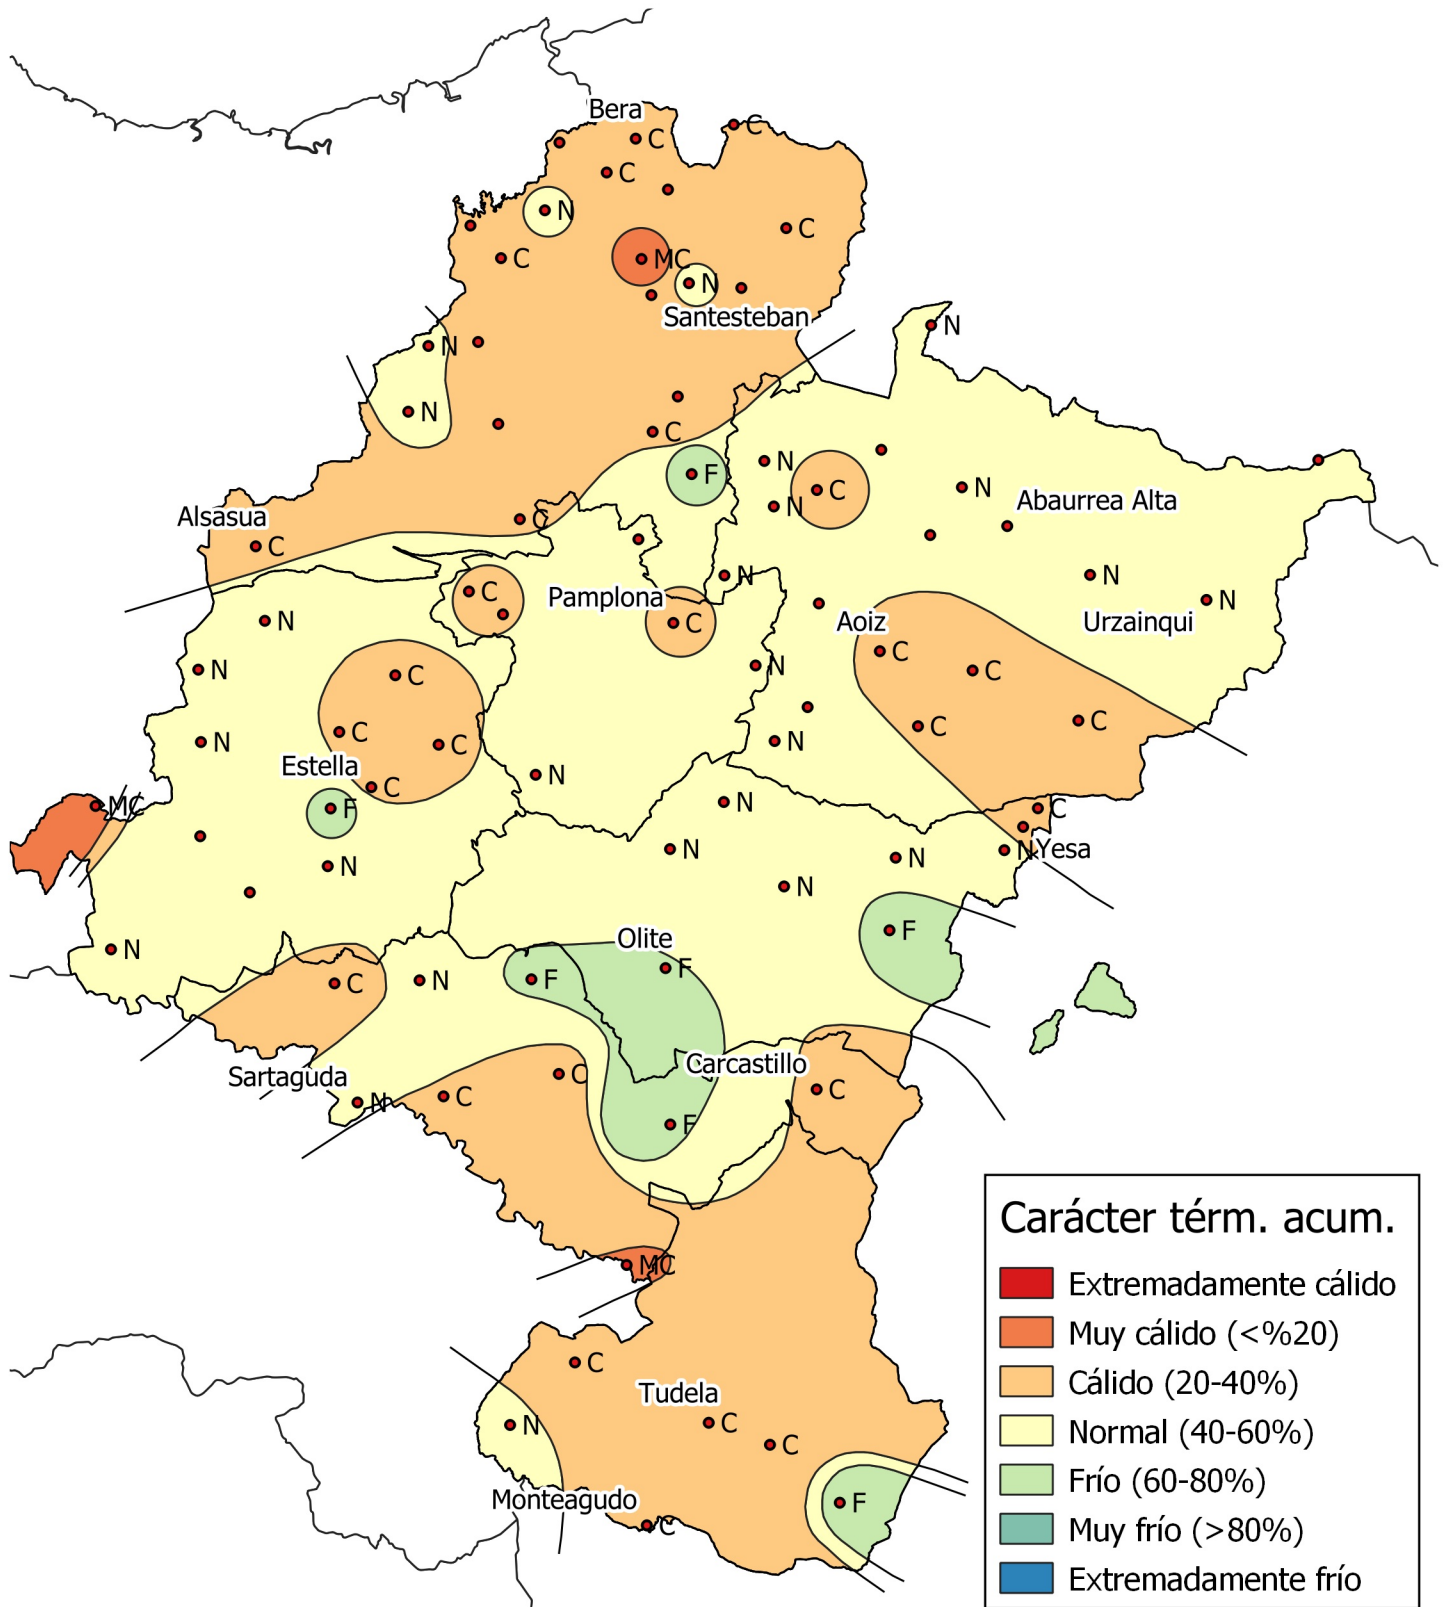 Bera
C
C
C
N
C
C
MC
N
Santesteban
N
N
N
C
N
F
C
N
N
Abaurrea Alta
Alsasua
C
N
C
N
N
C
Pamplona
N
N
C
Aoiz
Urzainqui
C
N
N
C
C
C
C
C
N
C
N
Estella
N
C
MC
F
N
C
N
N
Yesa
N
N
N
F
Olite
N
F
C
N
F
Carcastillo
Sartaguda
C
C
C
N
F
MC
C
Tudela
C
N
C
Monteagudo
F
C
Carácter térm. acum.
Extremadamente cálido
Muy cálido (<%20)
Cálido (20-40%)
Normal (40-60%)
Frío (60-80%)
Muy frío (>80%)
Extremadamente frío